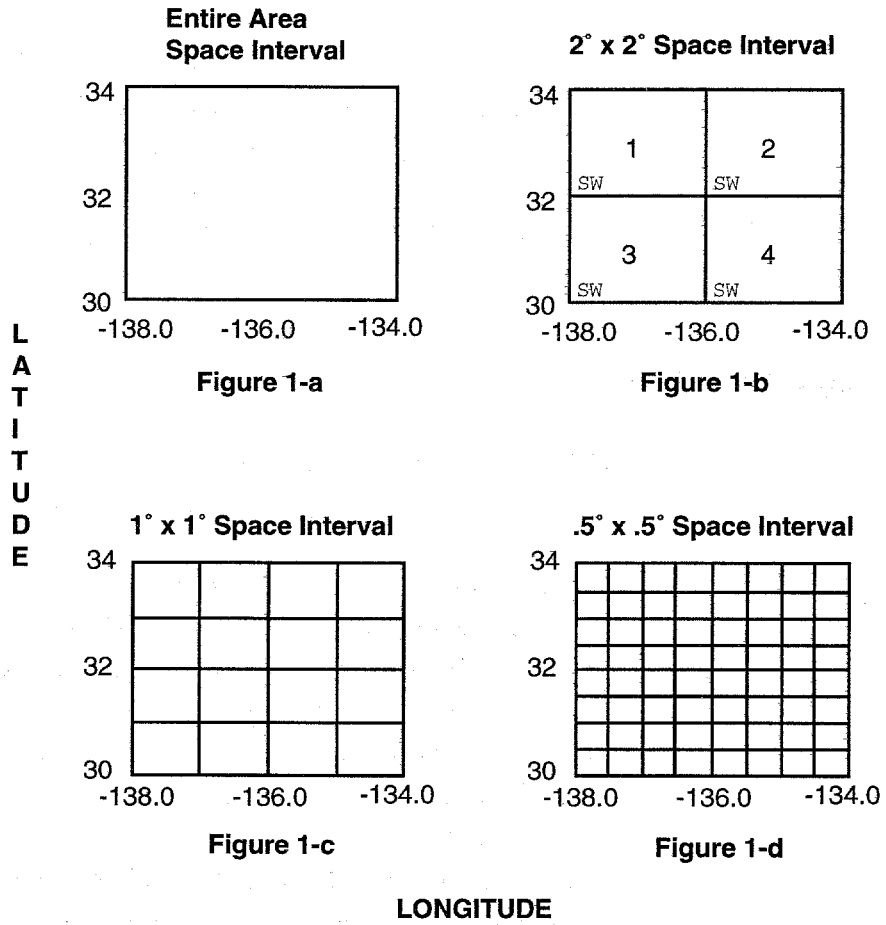 Entire Area
Space Interval
34
32
30
-138.0 -136.0 -134.0
Figure 1-a
2° x 2° Space Interval
34
1 2
SW SW
32
3 4
SW SW
30
-138.0 -136.0 -134.0
Figure 1-b
LATITUDE
1° x 1° Space Interval
34
32
30
-138.0 -136.0 -134.0
Figure 1-c
.5° x .5° Space Interval
34
32
30
-138.0 -136.0 -134.0
Figure 1-d
LONGITUDE